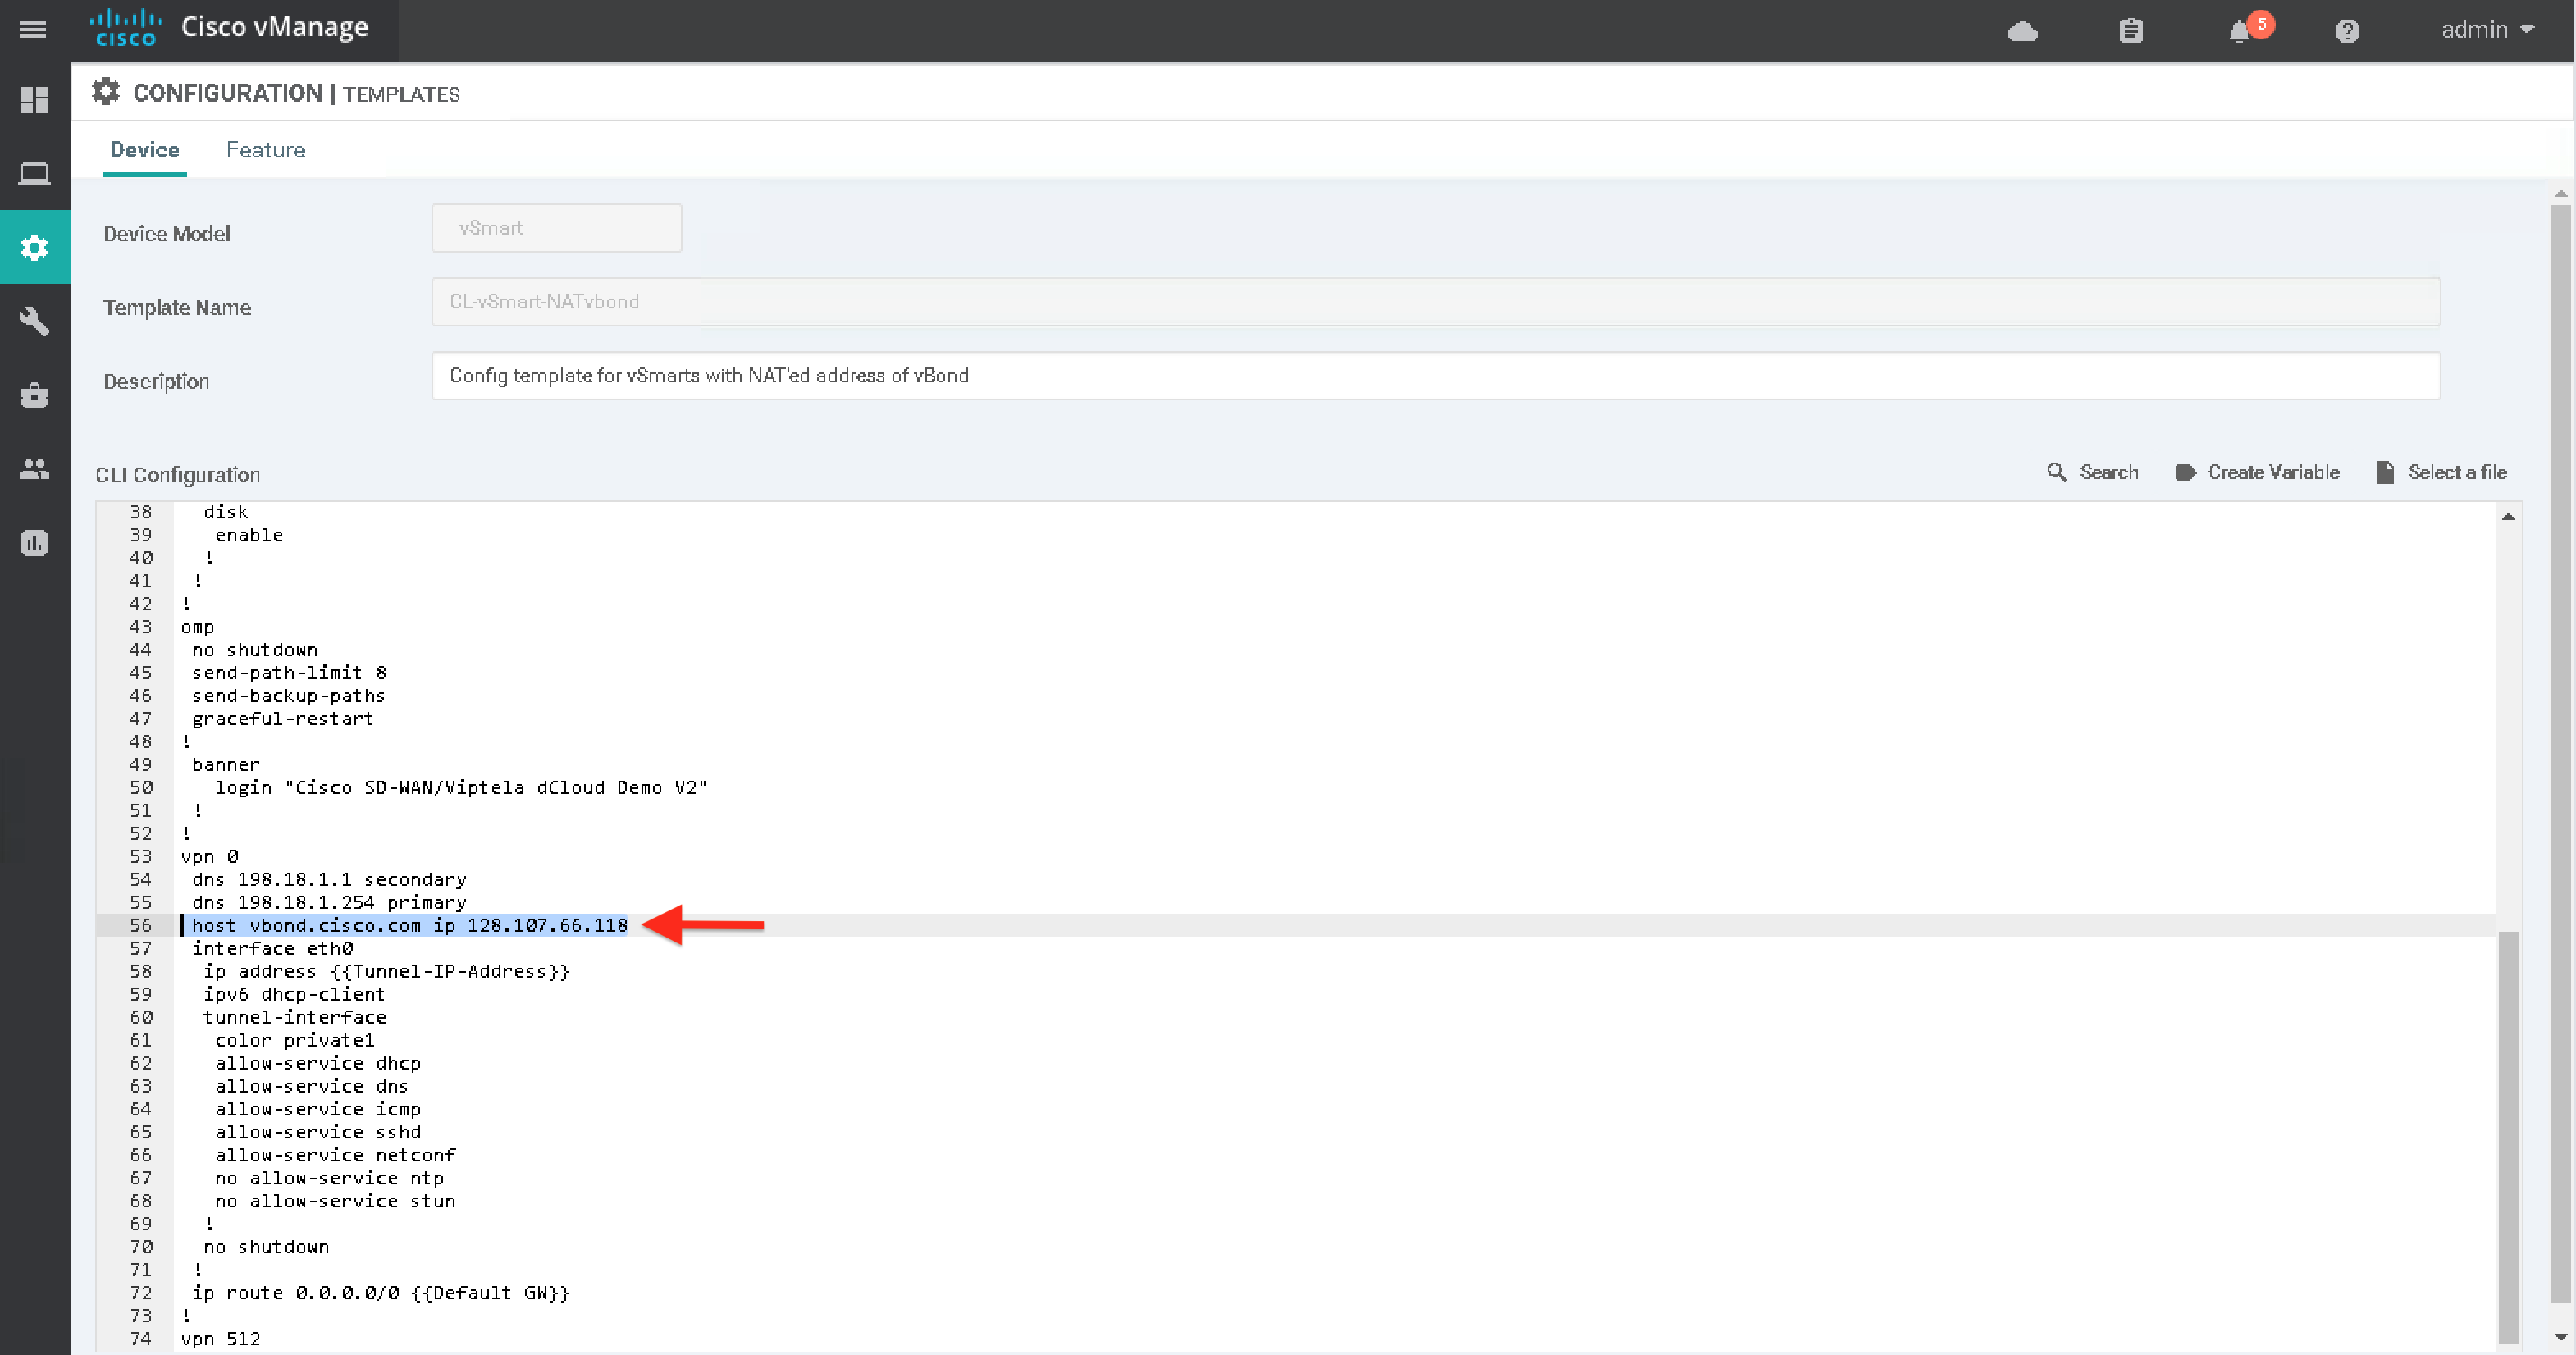 cisco Cisco vManage 5 admin
CONFIGURATION | TEMPLATES
Device Feature
Device Model vSmart
Template Name CL-vSmart-NATvbond
Description Config template for vSmarts with NAT'ed address of vBond
CLI Configuration Search Create Variable Select a file
38 disk
39 enable
40 !
41 !
42 !
43 omp
44 no shutdown
45 send-path-limit 8
46 send-backup-paths
47 graceful-restart
48 !
49 banner
50 login "Cisco SD-WAN/Viptela dCloud Demo V2"
51 !
52 !
53 vpn 0
54 dns 198.18.1.1 secondary
55 dns 198.18.1.254 primary
56 host vbond.cisco.com ip 128.107.66.118
57 interface eth0
58 ip address {{Tunnel-IP-Address}}
59 ipv6 dhcp-client
60 tunnel-interface
61 color private1
62 allow-service dhcp
63 allow-service dns
64 allow-service icmp
65 allow-service sshd
66 allow-service netconf
67 no allow-service ntp
68 no allow-service stun
69 !
70 no shutdown
71 !
72 ip route 0.0.0.0/0 {{Default GW}}
73 !
74 vpn 512